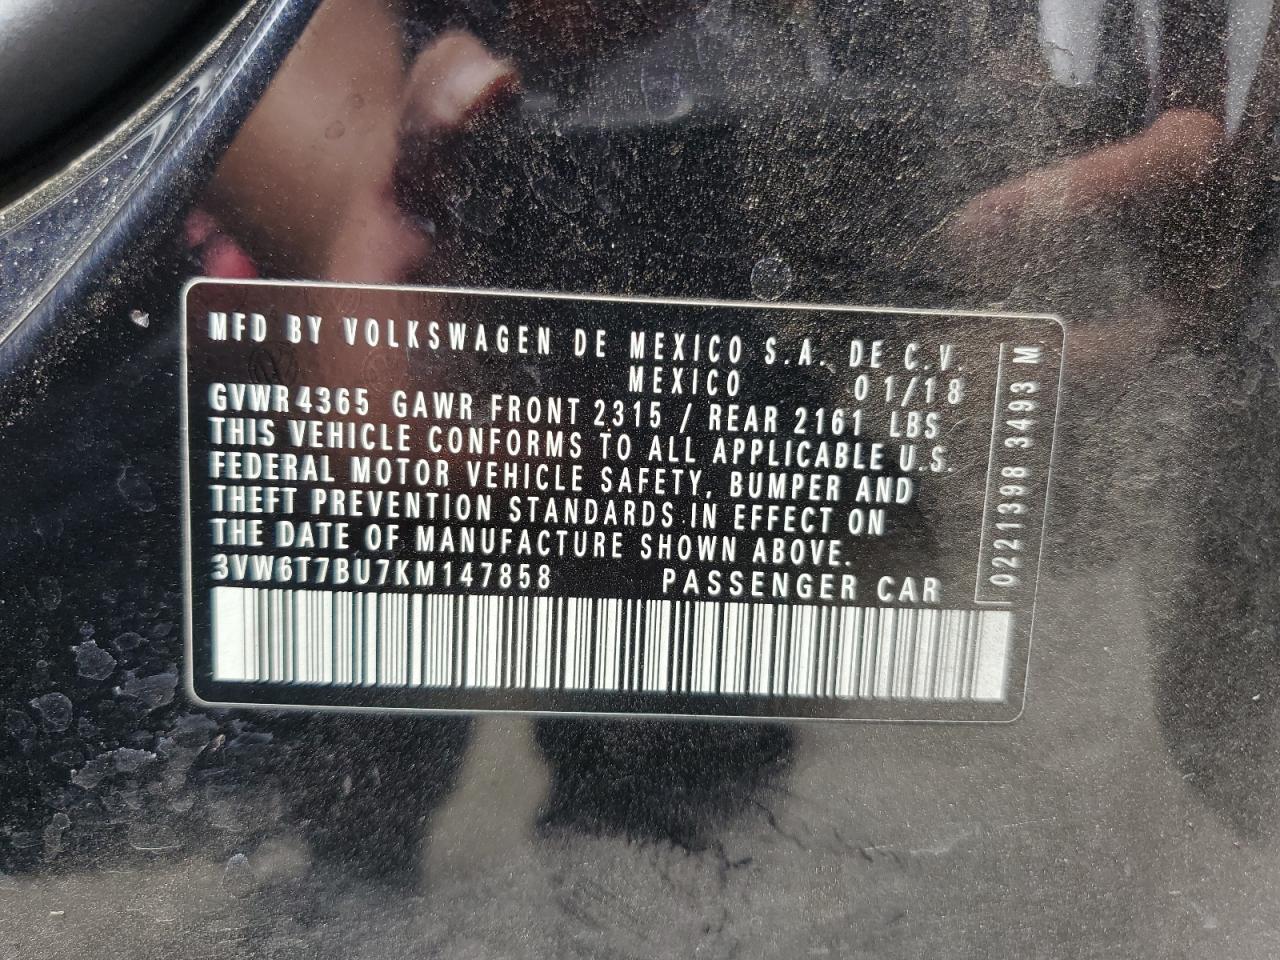 MFD BY VOLKSWAGEN DE MEXICO S.A. DE C.V.
MEXICO 01/18
GVWR 4365 GAWR FRONT 2315 / REAR 2161 LBS
THIS VEHICLE CONFORMS TO ALL APPLICABLE U.S.
FEDERAL MOTOR VEHICLE SAFETY, BUMPER AND
THEFT PREVENTION STANDARDS IN EFFECT ON
THE DATE OF MANUFACTURE SHOWN ABOVE.
3VW6T7BU7KM147858 PASSENGER CAR
0221398 3493 M